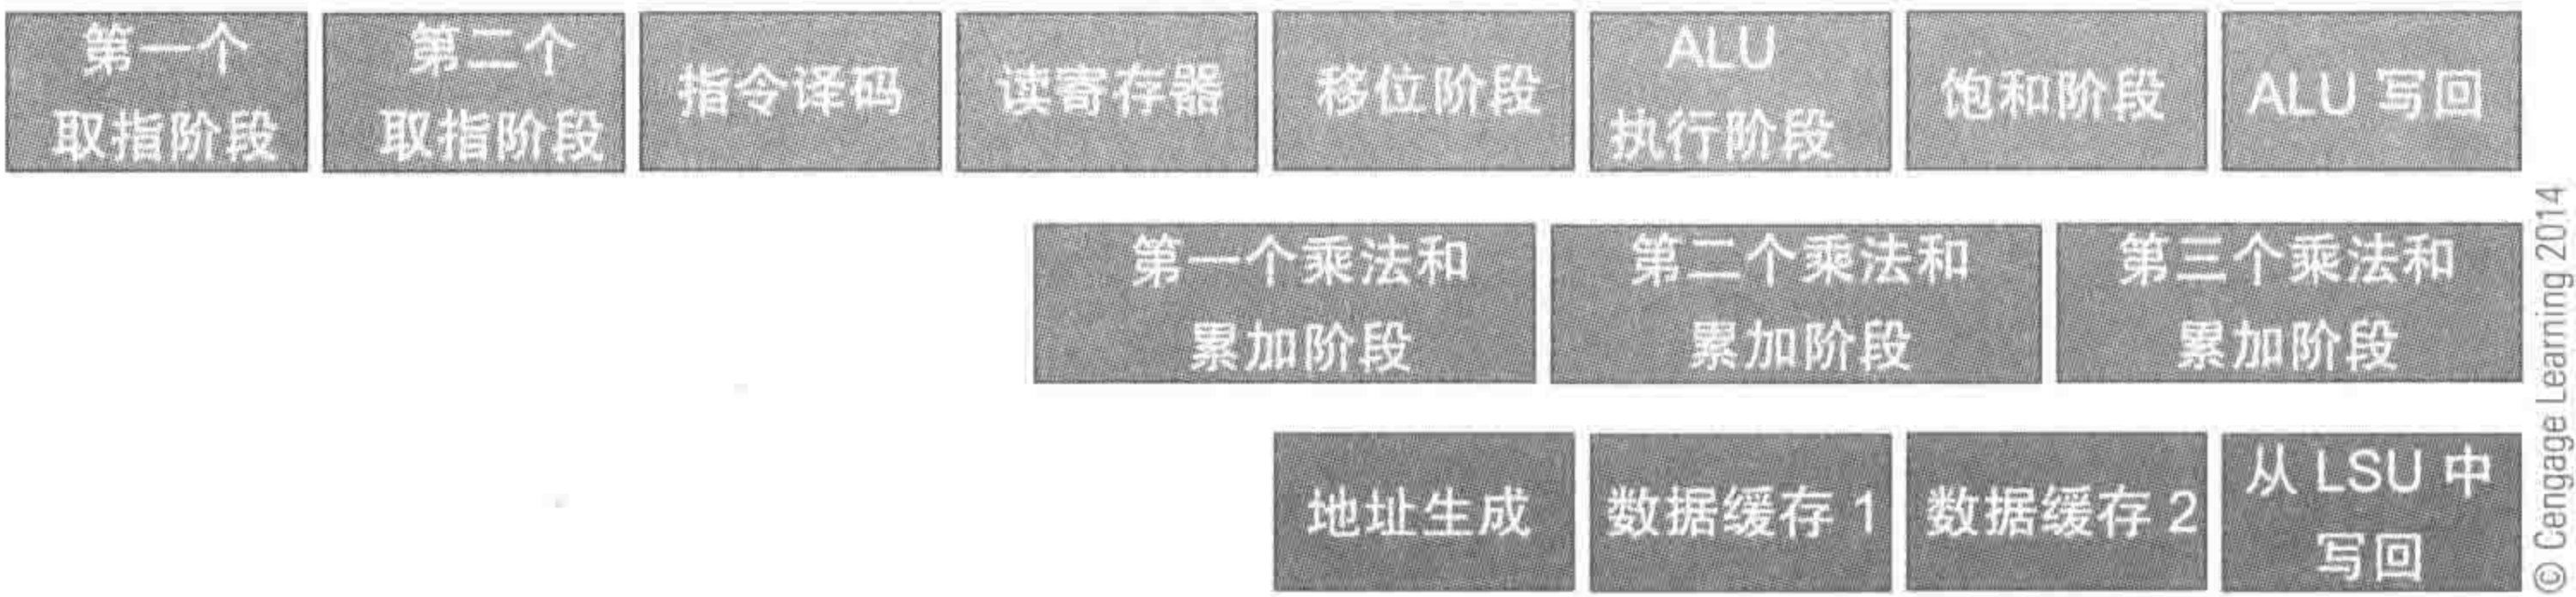 第一个
取指阶段
第二个
取指阶段
指令译码
读寄存器
移位阶段
ALU
执行阶段
饱和阶段
ALU 写回
第一个乘法和
累加阶段
第二个乘法和
累加阶段
第三个乘法和
累加阶段
地址生成
数据缓存 1
数据缓存 2
从 LSU 中
写回
© Cengage Learning 2014